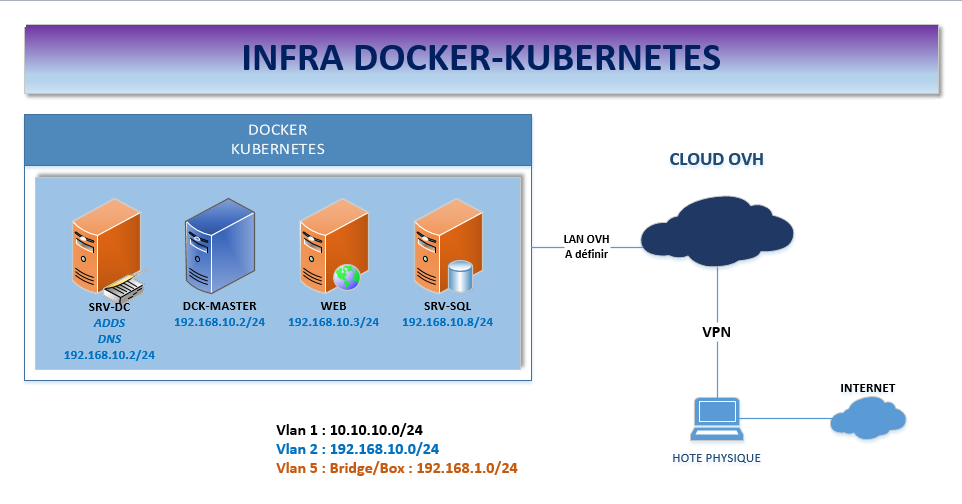 INFRA DOCKER-KUBERNETES
DOCKER
KUBERNETES
CLOUD OVH
LAN OVH
A définir
SRV-DC
ADDS
DNS
192.168.10.2/24
DCK-MASTER
192.168.10.2/24
WEB
192.168.10.3/24
SRV-SQL
192.168.10.8/24
VPN
INTERNET
HOTE PHYSIQUE
Vlan 1 : 10.10.10.0/24
Vlan 2 : 192.168.10.0/24
Vlan 5 : Bridge/Box : 192.168.1.0/24